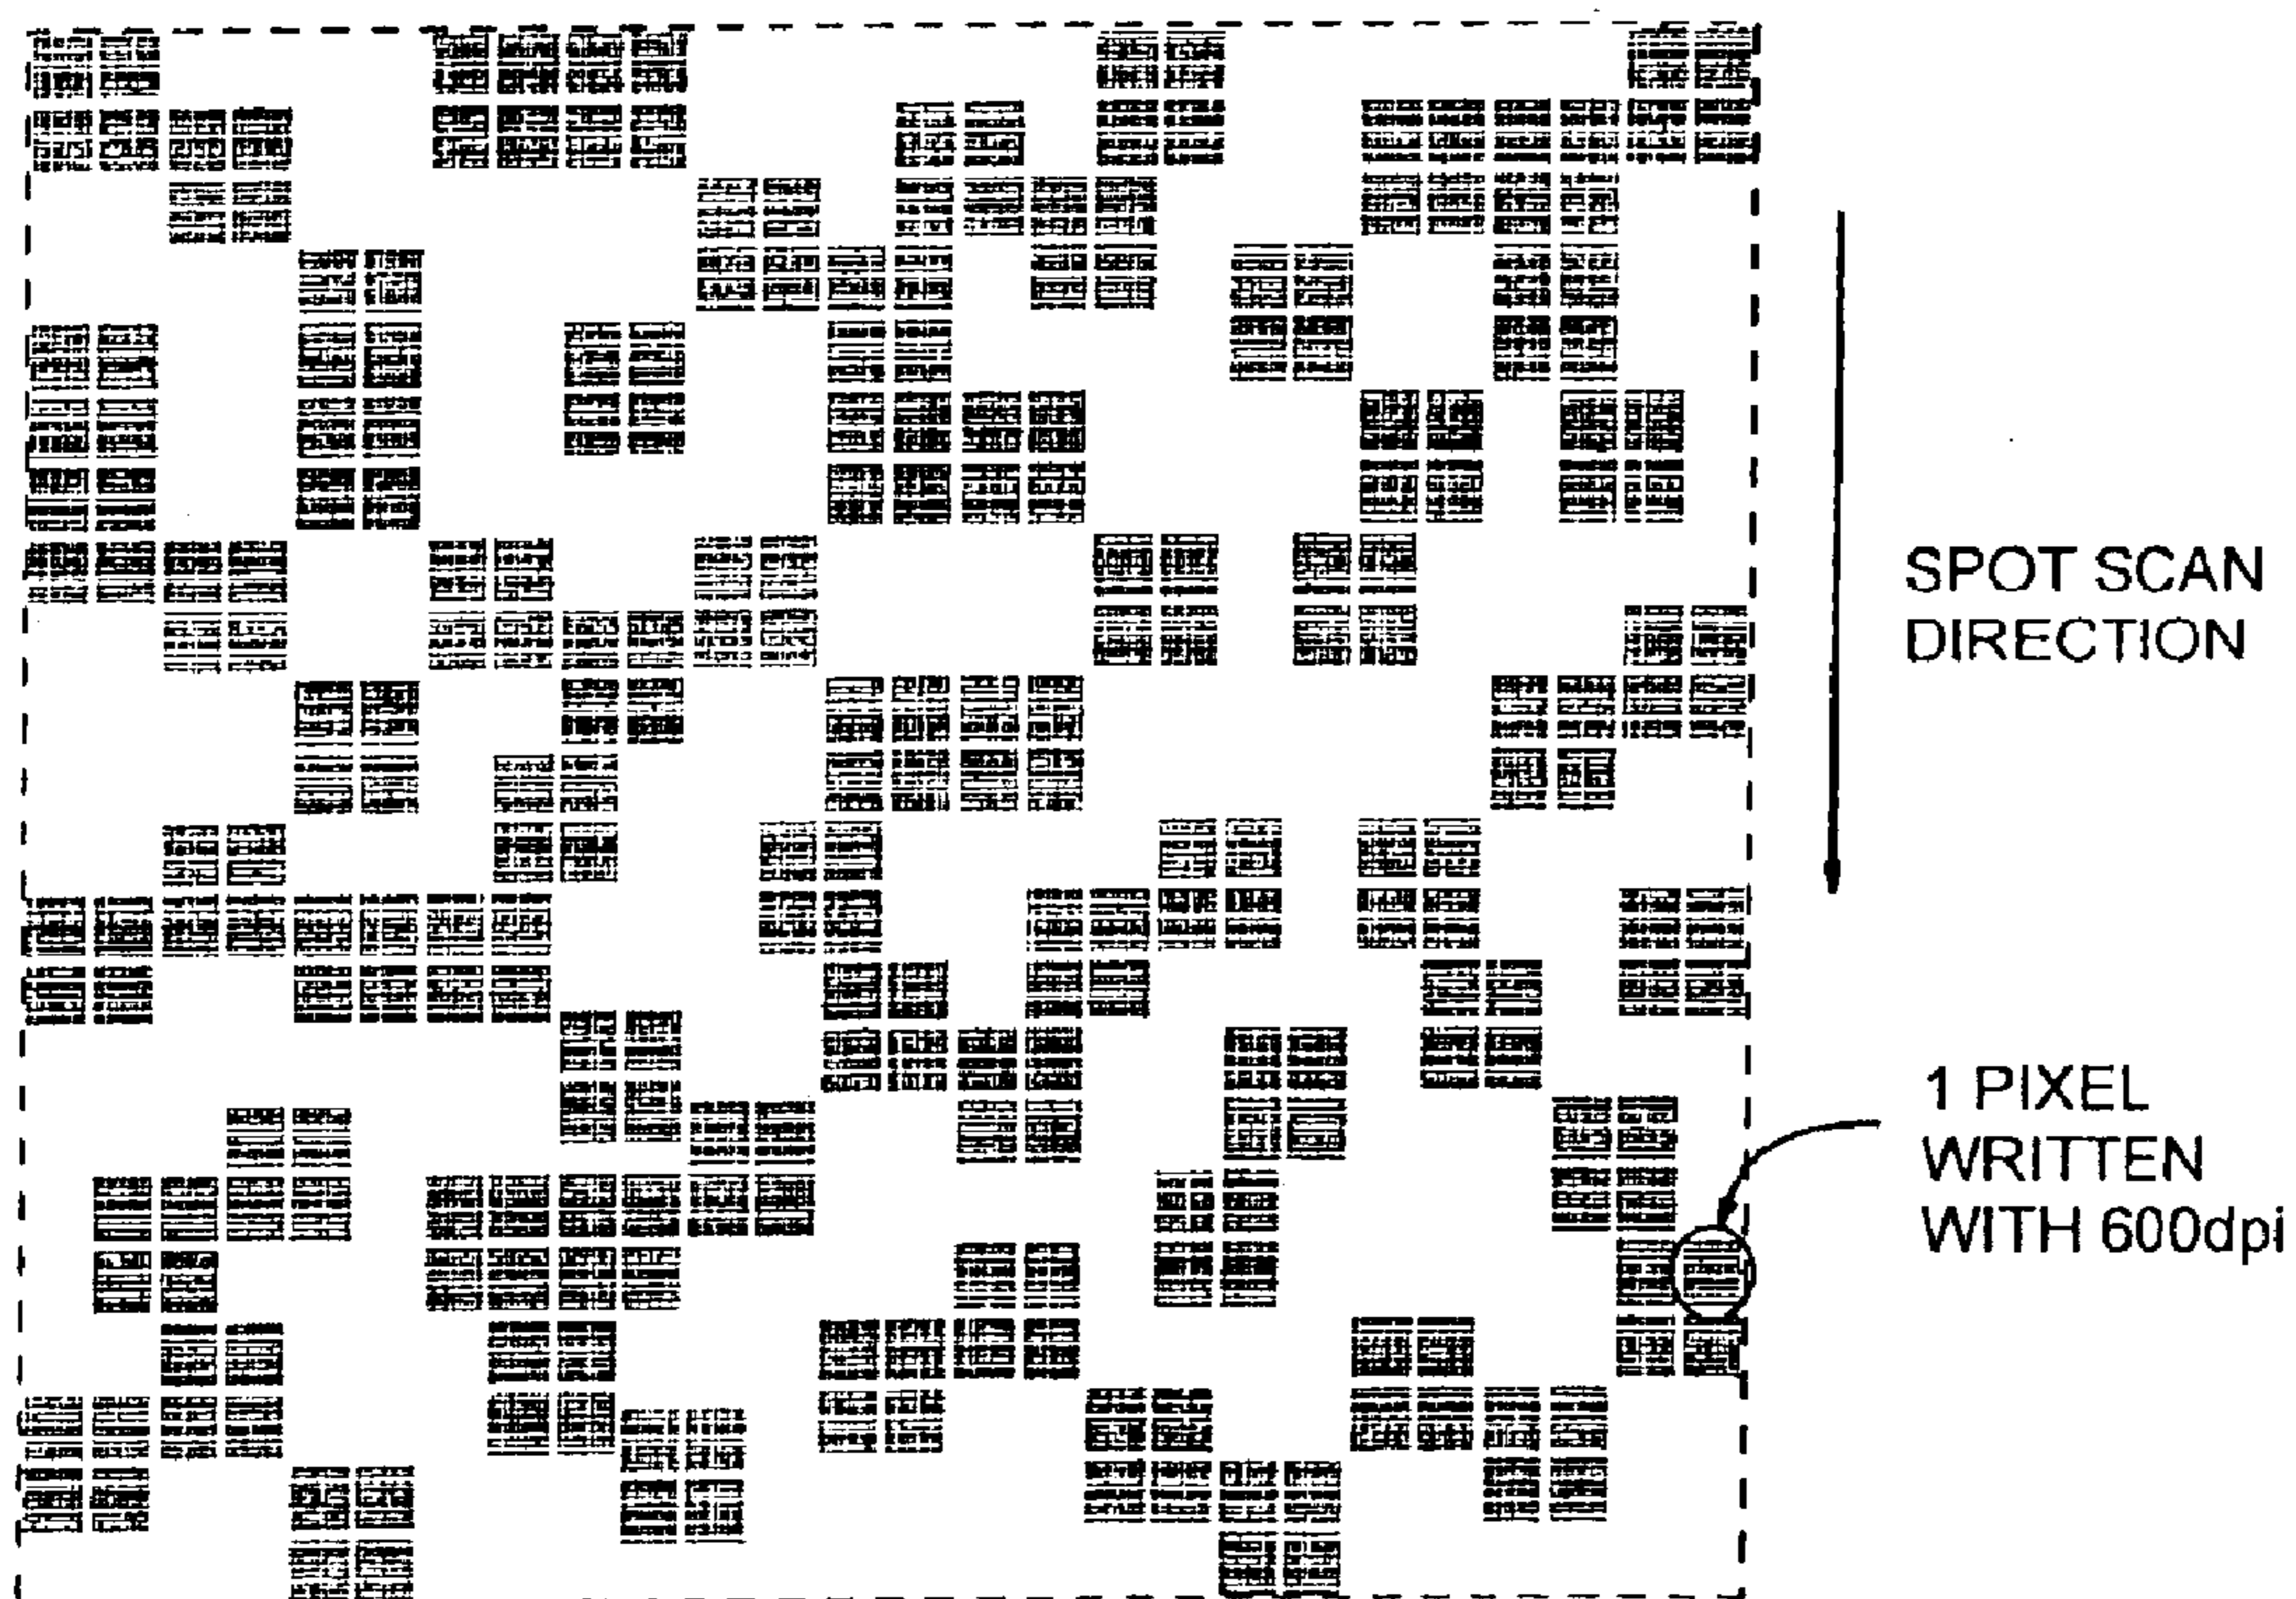 SPOT SCAN
DIRECTION
1 PIXEL
WRITTEN
WITH 600dpi